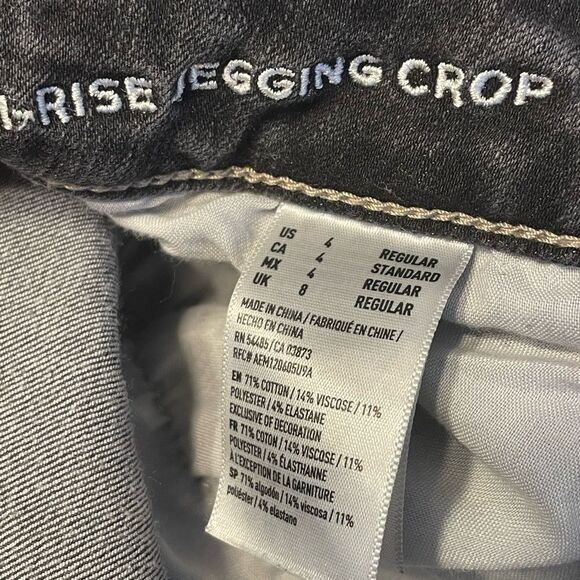 RISE JEGGING CROP
US 4 REGULAR
CA 4 STANDARD
MX 4 REGULAR
UK 8 REGULAR
MADE IN CHINA / FABRIQUÉ EN CHINE /
HECHO EN CHINA
RN 54485 / CA 03873
RFC# AEM120605U9A
EN 71% COTTON / 14% VISCOSE / 11%
POLYESTER / 4% ELASTANE
EXCLUSIVE OF DECORATION
FR 71% COTON / 14% VISCOSE / 11%
POLYESTER / 4% ÉLASTHANNE
À L'EXCEPTION DE LA GARNITURE
SP 71% algodón / 14% viscosa / 11%
poliéster / 4% elastano